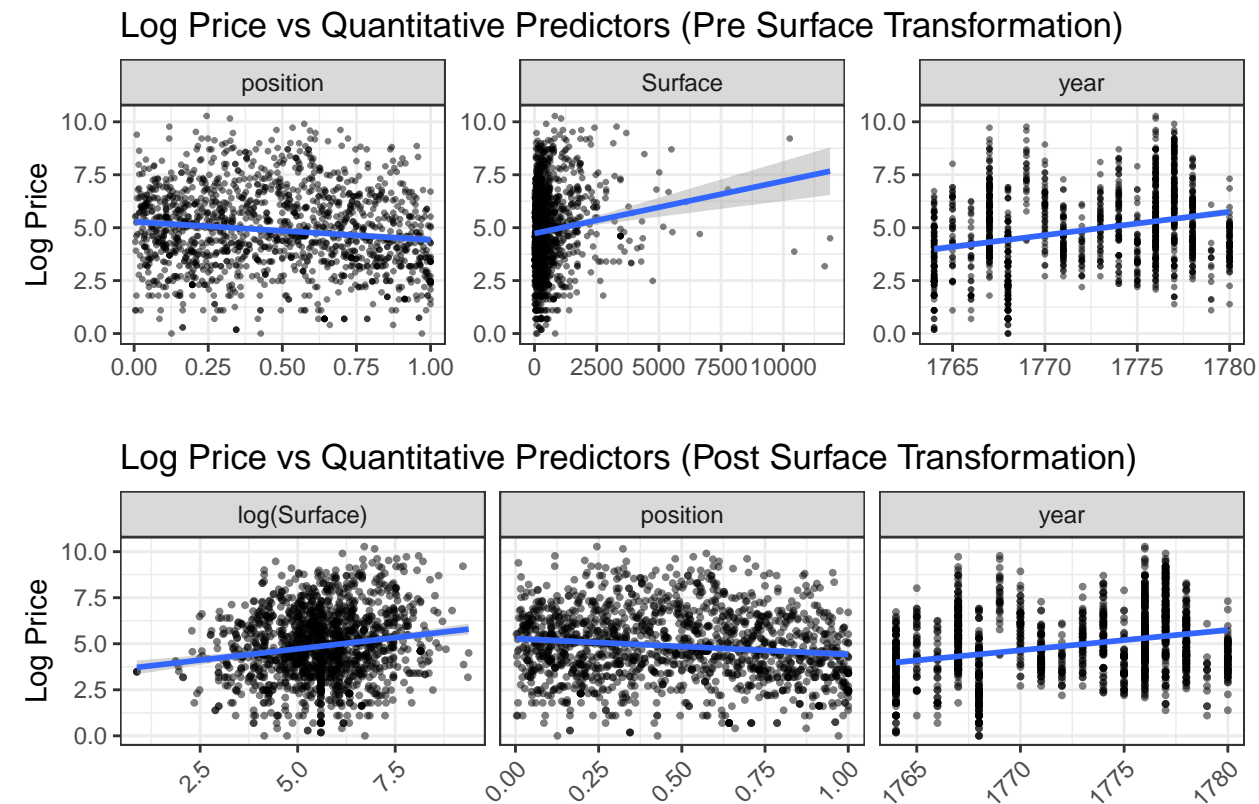 Log Price vs Quantitative Predictors (Pre Surface Transformation)
position Surface year
Log Price
10.0 10.0 10.0
7.5 7.5 7.5
5.0 5.0 5.0
2.5 2.5 2.5
0.0 0.0 0.0
0.00 0.25 0.50 0.75 1.00 0 2500 5000 7500 10000 1765 1770 1775 1780
Log Price vs Quantitative Predictors (Post Surface Transformation)
log(Surface) position year
Log Price
10.0
7.5
5.0
2.5
0.0
2.5 5.0 7.5 0.00 0.25 0.50 0.75 1.00 1765 1770 1775 1780